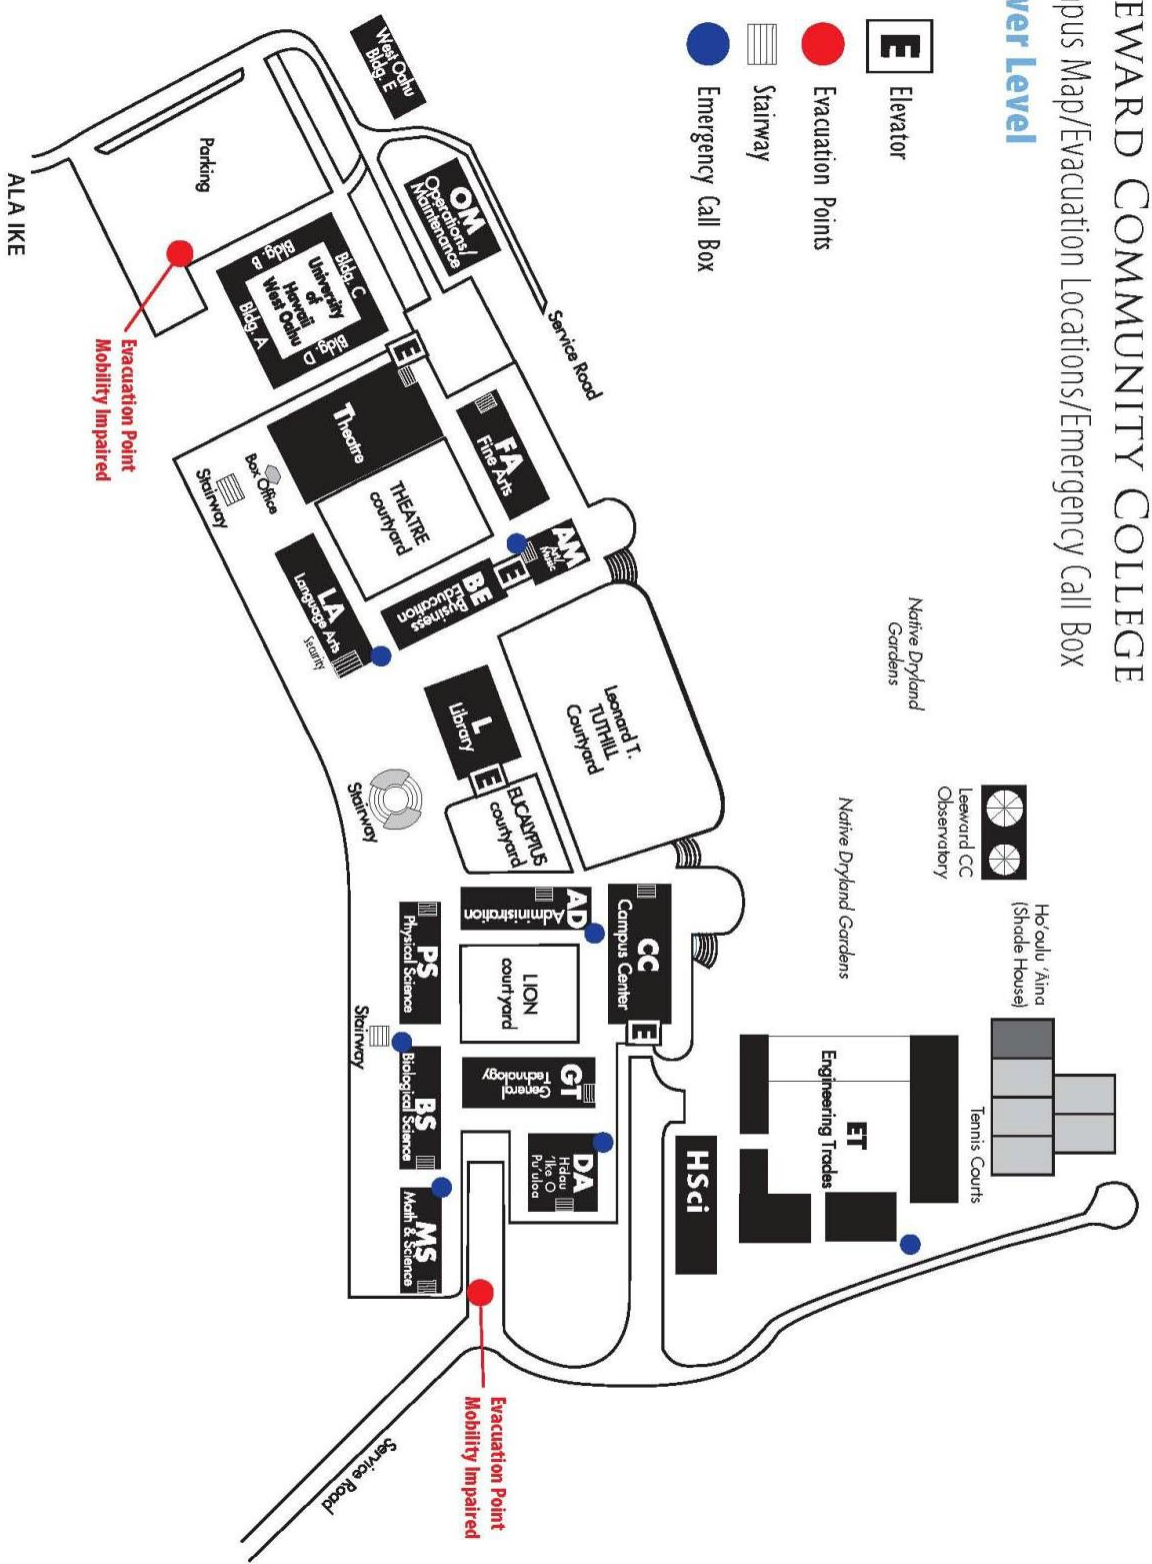 EWARD COMMUNITY COLLEGE
pus Map/Evacuation Locations/Emergency Call Box
wer Level
E Elevator
Evacuation Points
Stairway
Emergency Call Box
West Oahu
Bldg. E
OM
Operations/
Maintenance
Service Road
Parking
ALA IKE
Bldg. C
Bldg. B
University
of
Hawaii
West Oahu
Bldg. D
Bldg. A
Evacuation Point
Mobility Impaired
E
Theatre
FA
Fine Arts
THEATRE
courtyard
Box Office
Stairway
AM
Art/
Music
E
BE
Business
Education
LA
Language Arts
Security
Leonard T.
TUTHILL
Courtyard
Native Dryland
Gardens
L
Library
E
EUCALYPTUS
courtyard
Stairway
Native Dryland Gardens
Leeward CC
Observatory
Ho'oulu 'Āina
(Shade House)
Tennis Courts
AD
Administration
CC
Campus Center
E
PS
Physical Science
LION
courtyard
Stairway
GT
General
Technology
BS
Biological Science
DA
Hālau
'Ike O
Pu'uloa
HSci
ET
Engineering Trades
MS
Math & Science
Evacuation Point
Mobility Impaired
Service Road